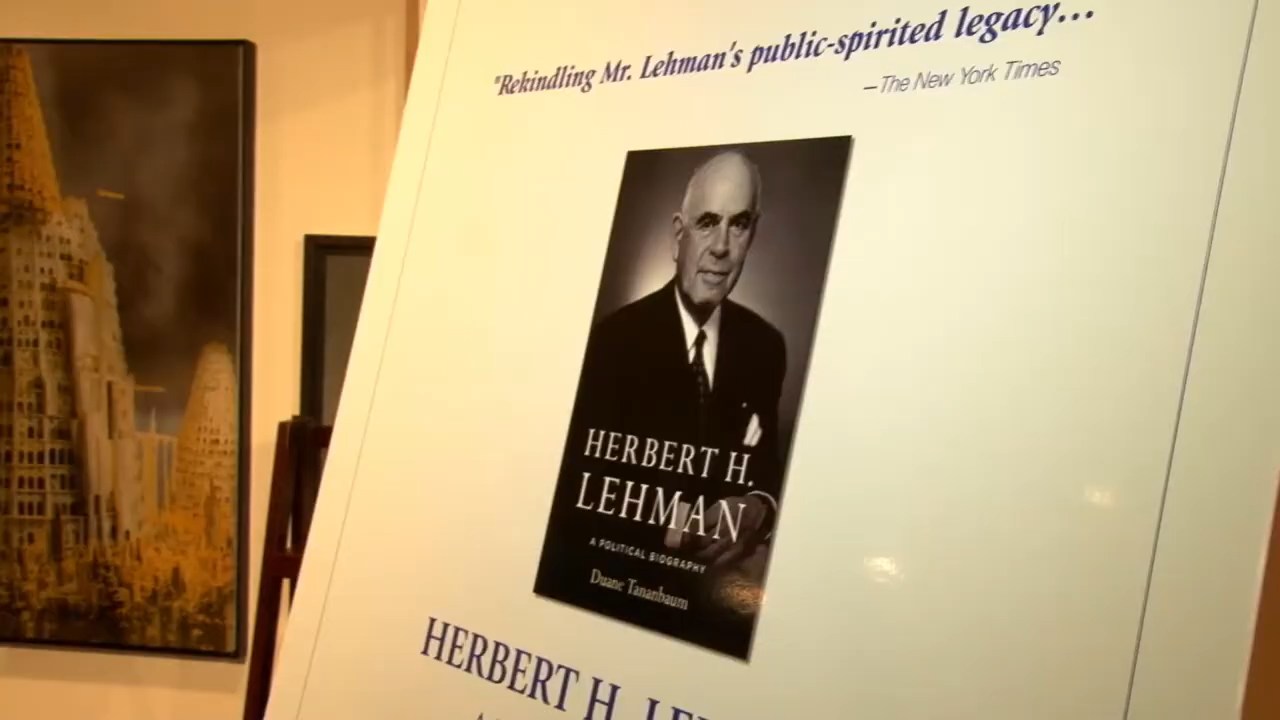 "Rekindling Mr. Lehman's public-spirited legacy...
–The New York Times
HERBERT H.
LEHMAN
A POLITICAL BIOGRAPHY
Duane Tananbaum
HERBERT H.